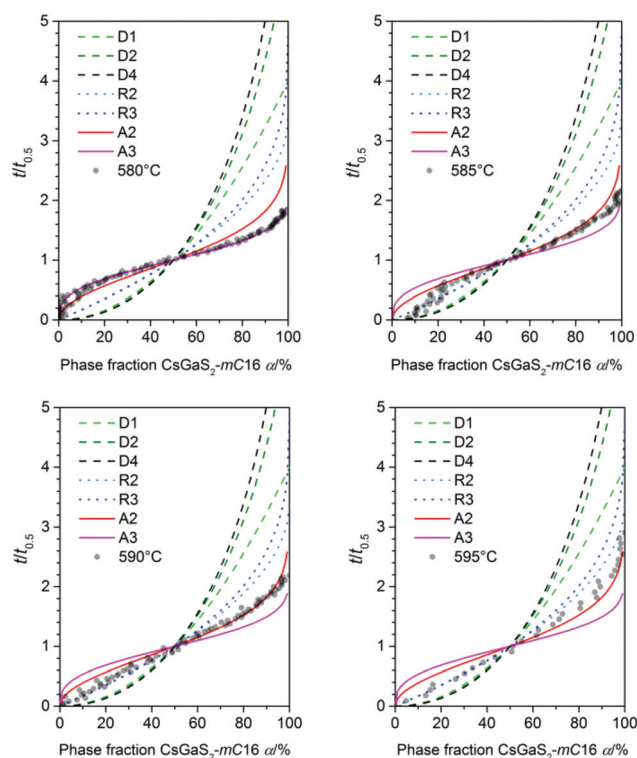 5
4
3
2
1
0
t/t0.5
D1
D2
D4
R2
R3
A2
A3
580°C
0 20 40 60 80 100
Phase fraction CsGaS2-mC16 α/%
5
4
3
2
1
0
t/t0.5
D1
D2
D4
R2
R3
A2
A3
585°C
0 20 40 60 80 100
Phase fraction CsGaS2-mC16 α/%
5
4
3
2
1
0
t/t0.5
D1
D2
D4
R2
R3
A2
A3
590°C
0 20 40 60 80 100
Phase fraction CsGaS2-mC16 α/%
5
4
3
2
1
0
t/t0.5
D1
D2
D4
R2
R3
A2
A3
595°C
0 20 40 60 80 100
Phase fraction CsGaS2-mC16 α/%